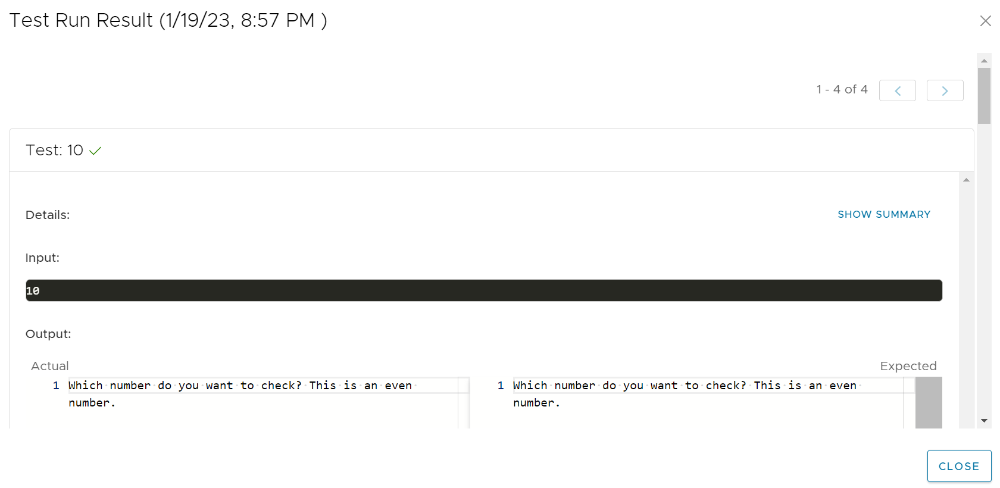 Test Run Result (1/19/23, 8:57 PM )
1 - 4 of 4
Test: 10
Details:
SHOW SUMMARY
Input:
10
Output:
Actual
Expected
1 Which number do you want to check? This is an even
number.
1 Which number do you want to check? This is an even
number.
CLOSE